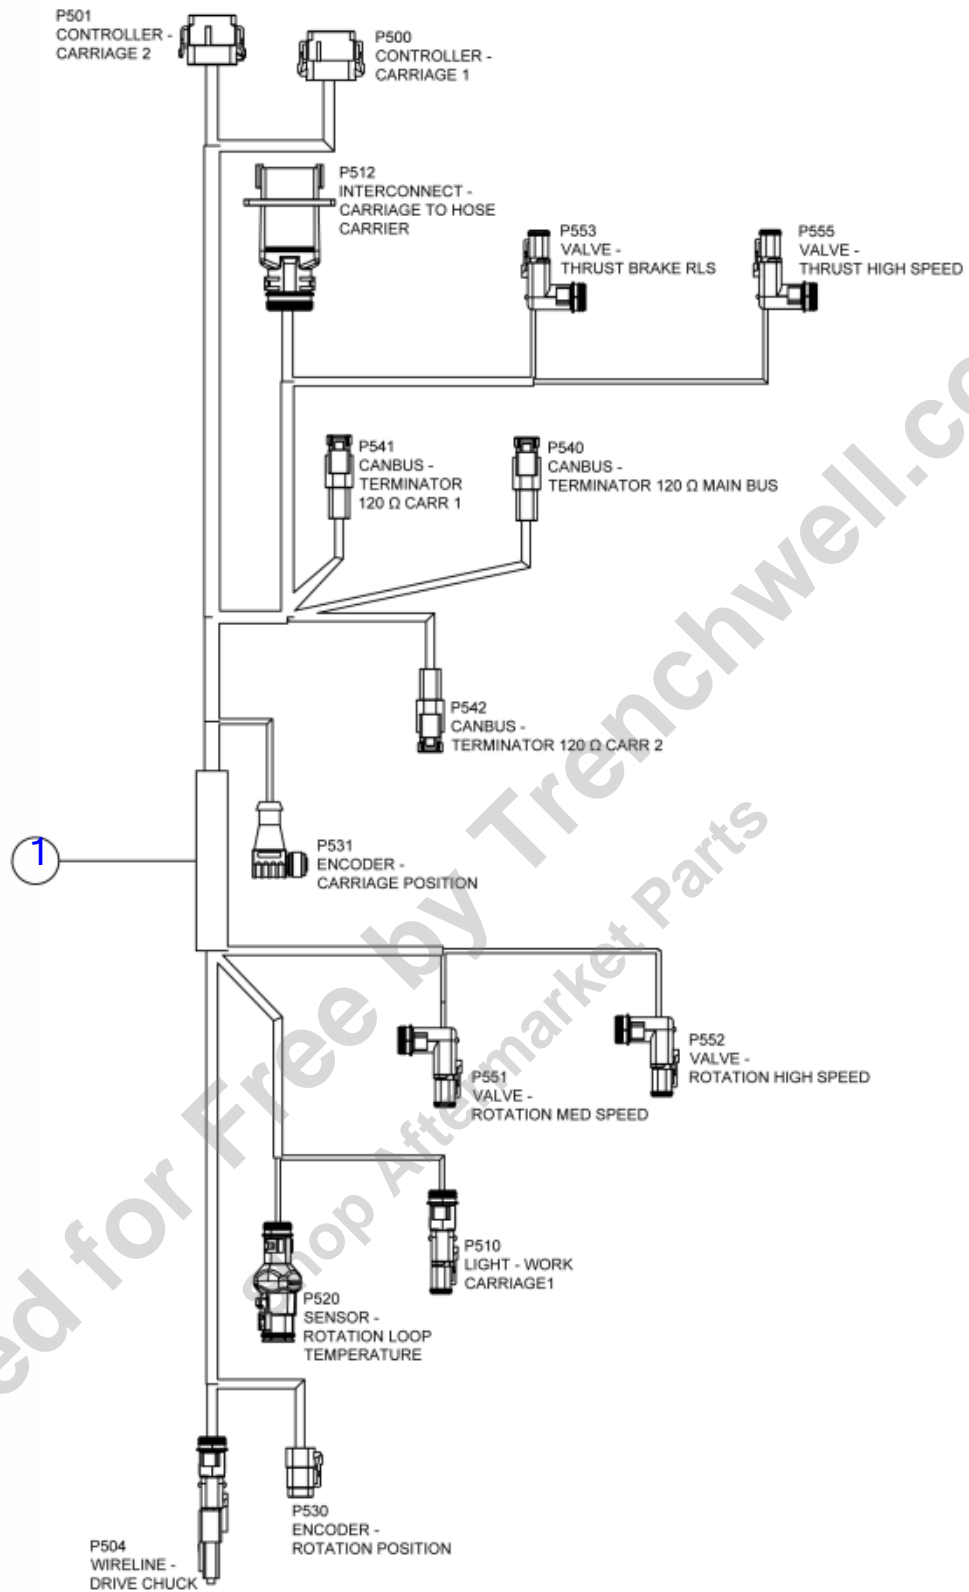 P501
CONTROLLER -
CARRIAGE 2
P500
CONTROLLER -
CARRIAGE 1
P512
INTERCONNECT -
CARRIAGE TO HOSE
CARRIER
P553
VALVE -
THRUST BRAKE RLS
P555
VALVE -
THRUST HIGH SPEED
P541
CANBUS -
TERMINATOR
120 Ω CARR 1
P540
CANBUS -
TERMINATOR 120 Ω MAIN BUS
P542
CANBUS -
TERMINATOR 120 Ω CARR 2
1
P531
ENCODER -
CARRIAGE POSITION
P551
VALVE -
ROTATION MED SPEED
P552
VALVE -
ROTATION HIGH SPEED
P510
LIGHT - WORK
CARRIAGE1
P520
SENSOR -
ROTATION LOOP
TEMPERATURE
P504
WIRELINE -
DRIVE CHUCK
P530
ENCODER -
ROTATION POSITION
for Free by Trenchwell
Shop Aftermarket Parts